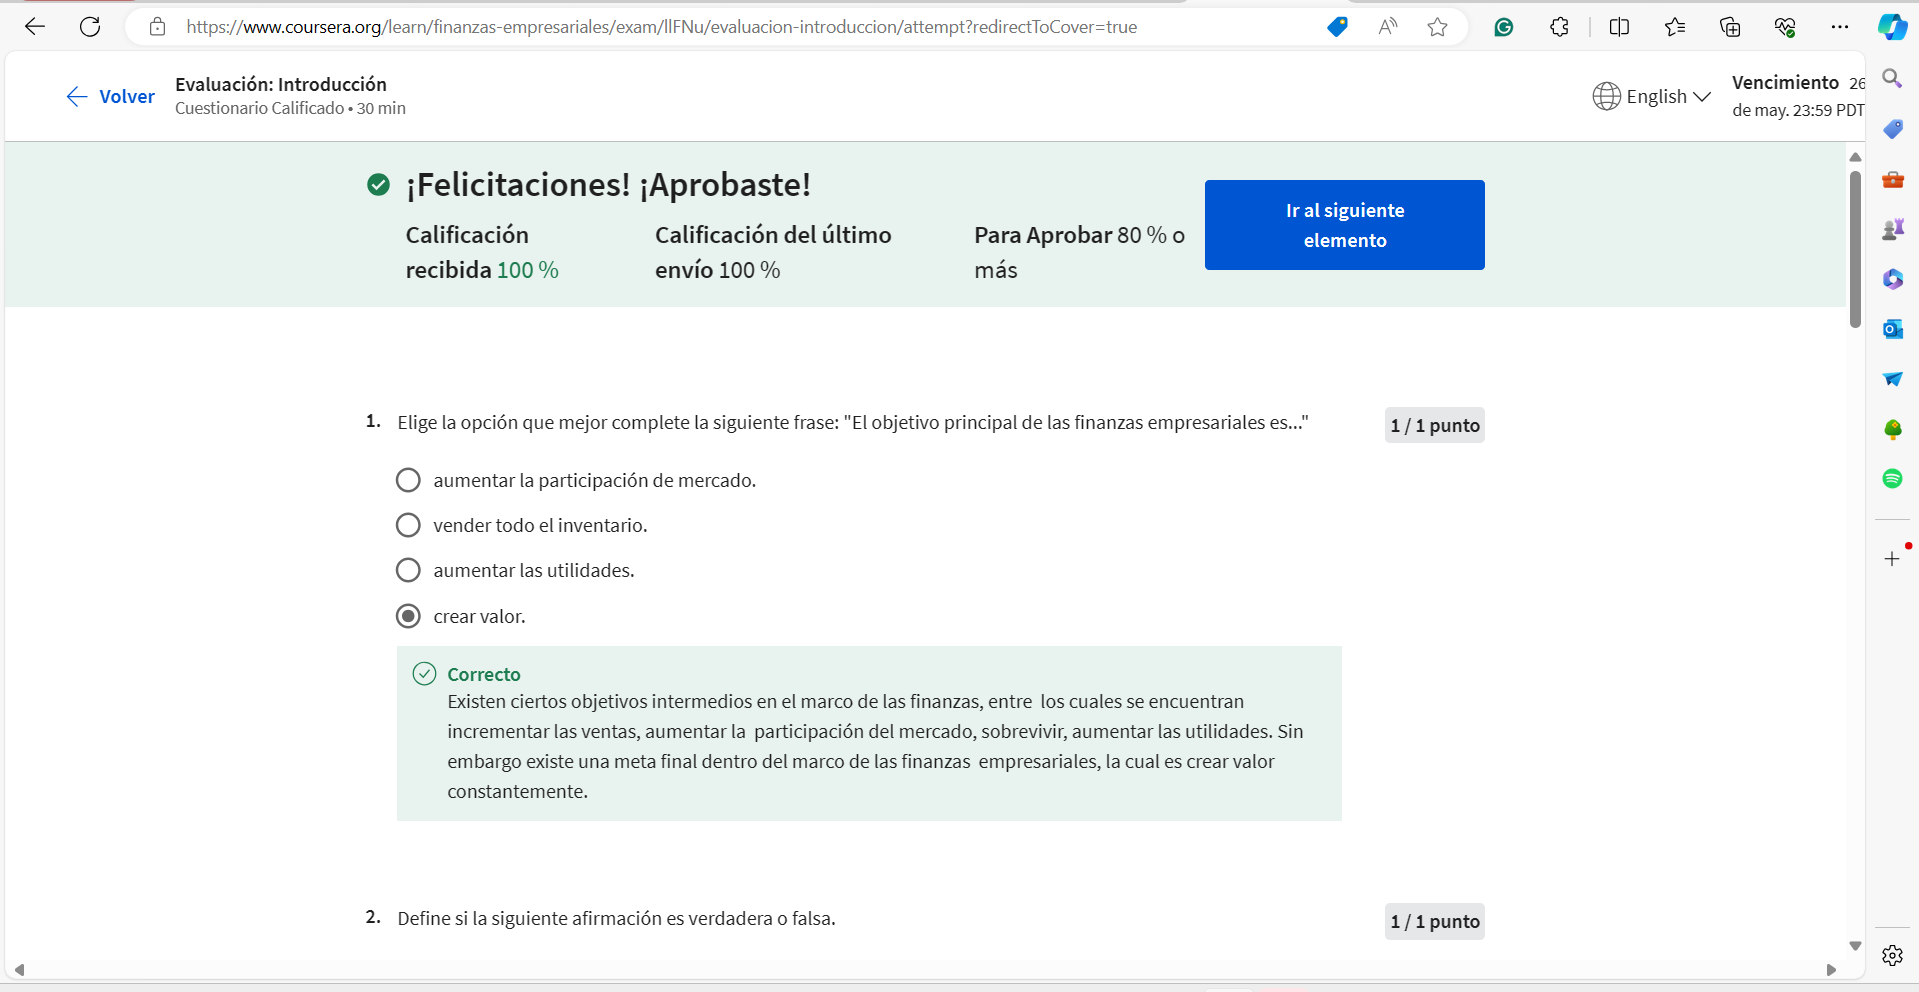 https://www.coursera.org/learn/finanzas-empresariales/exam/llFNu/evaluacion-introduccion/attempt?redirectToCover=true
Volver
Evaluación: Introducción
Cuestionario Calificado • 30 min
English
Vencimiento 26
de may. 23:59 PDT
¡Felicitaciones! ¡Aprobaste!
Calificación
recibida 100 %
Calificación del último
envío 100 %
Para Aprobar 80 % o
más
Ir al siguiente
elemento
1. Elige la opción que mejor complete la siguiente frase: "El objetivo principal de las finanzas empresariales es..."
1 / 1 punto
aumentar la participación de mercado.
vender todo el inventario.
aumentar las utilidades.
crear valor.
Correcto
Existen ciertos objetivos intermedios en el marco de las finanzas, entre los cuales se encuentran
incrementar las ventas, aumentar la participación del mercado, sobrevivir, aumentar las utilidades. Sin
embargo existe una meta final dentro del marco de las finanzas empresariales, la cual es crear valor
constantemente.
2. Define si la siguiente afirmación es verdadera o falsa.
1 / 1 punto